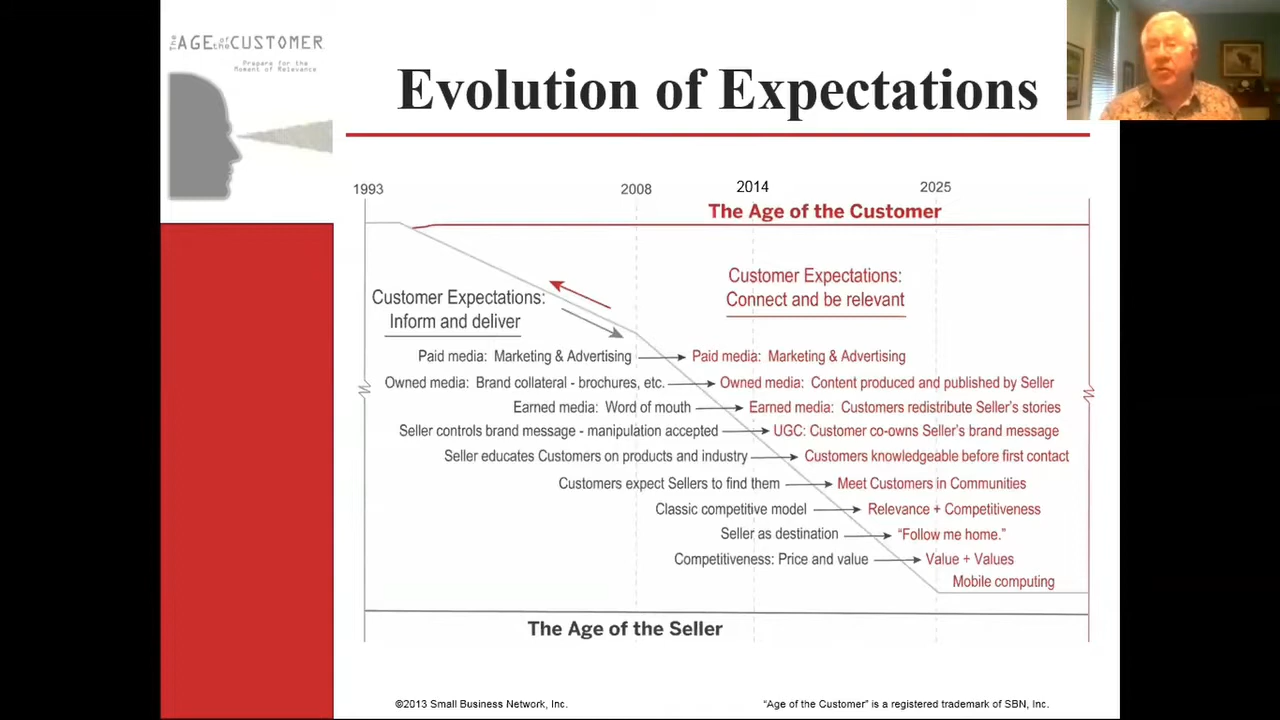 The AGE of the CUSTOMER
Prepare for the
Moment of Relevance
Evolution of Expectations
1993 2008 2014 2025
The Age of the Customer
Customer Expectations:
Connect and be relevant
Customer Expectations:
Inform and deliver
Paid media: Marketing & Advertising Paid media: Marketing & Advertising
Owned media: Brand collateral - brochures, etc. Owned media: Content produced and published by Seller
Earned media: Word of mouth Earned media: Customers redistribute Seller's stories
Seller controls brand message - manipulation accepted UGC: Customer co-owns Seller's brand message
Seller educates Customers on products and industry Customers knowledgeable before first contact
Customers expect Sellers to find them Meet Customers in Communities
Classic competitive model Relevance + Competitiveness
Seller as destination “Follow me home.”
Competitiveness: Price and value Value + Values
Mobile computing
The Age of the Seller
©2013 Small Business Network, Inc. “Age of the Customer” is a registered trademark of SBN, Inc.